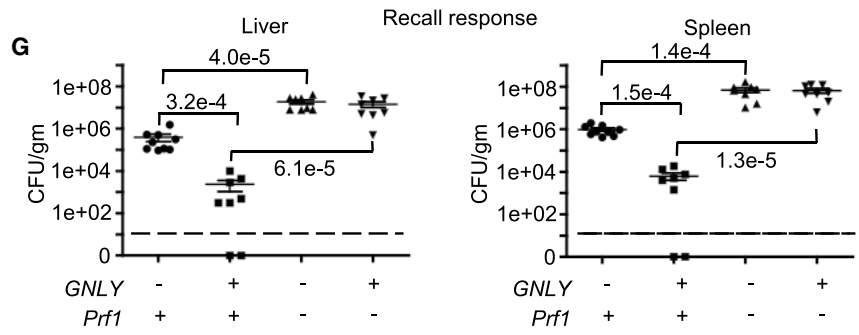 Recall response
G
Liver
CFU/gm
1e+08
1e+06
1e+04
1e+02
0
4.0e-5
3.2e-4
6.1e-5
GNLY - + - +
Prf1 + + - -
Spleen
CFU/gm
1e+08
1e+06
1e+04
1e+02
0
1.4e-4
1.5e-4
1.3e-5
GNLY - + - +
Prf1 + + - -